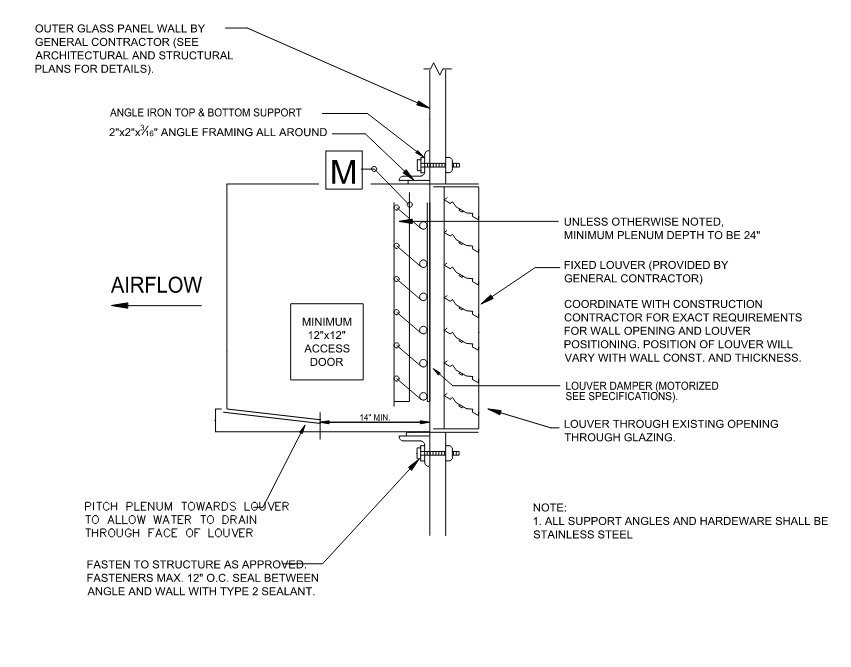 OUTER GLASS PANEL WALL BY
GENERAL CONTRACTOR (SEE
ARCHITECTURAL AND STRUCTURAL
PLANS FOR DETAILS).
ANGLE IRON TOP & BOTTOM SUPPORT
2"x2"x3⁄16" ANGLE FRAMING ALL AROUND
M
UNLESS OTHERWISE NOTED,
MINIMUM PLENUM DEPTH TO BE 24"
FIXED LOUVER (PROVIDED BY
GENERAL CONTRACTOR)
COORDINATE WITH CONSTRUCTION
CONTRACTOR FOR EXACT REQUIREMENTS
FOR WALL OPENING AND LOUVER
POSITIONING. POSITION OF LOUVER WILL
VARY WITH WALL CONST. AND THICKNESS.
AIRFLOW
MINIMUM
12"x12"
ACCESS
DOOR
LOUVER DAMPER (MOTORIZED
SEE SPECIFICATIONS).
14" MIN.
LOUVER THROUGH EXISTING OPENING
THROUGH GLAZING.
PITCH PLENUM TOWARDS LOUVER
TO ALLOW WATER TO DRAIN
THROUGH FACE OF LOUVER
NOTE:
1. ALL SUPPORT ANGLES AND HARDWARE SHALL BE
STAINLESS STEEL
FASTEN TO STRUCTURE AS APPROVED.
FASTENERS MAX. 12" O.C. SEAL BETWEEN
ANGLE AND WALL WITH TYPE 2 SEALANT.